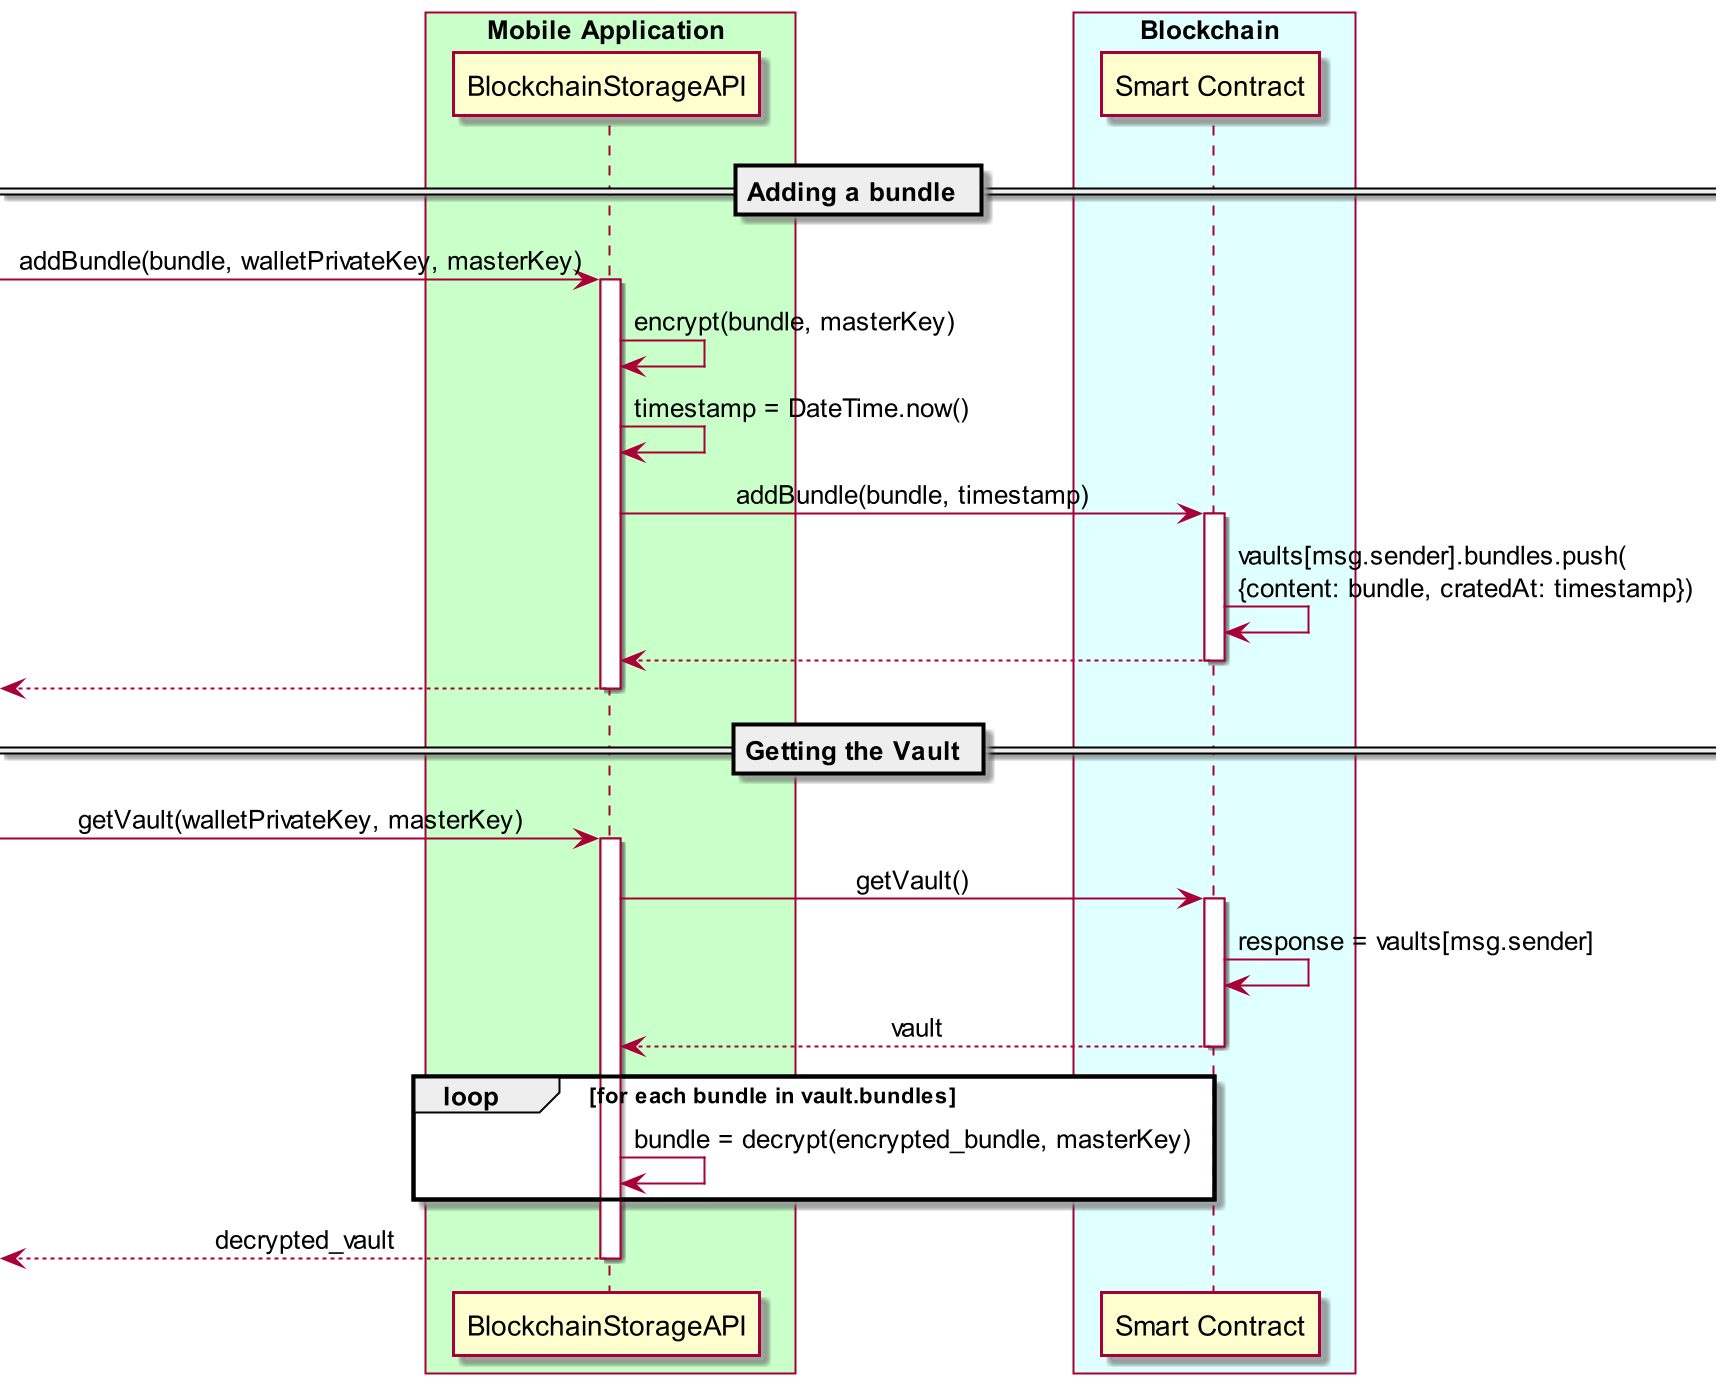 Mobile Application
Blockchain
BlockchainStorageAPI
Smart Contract
Adding a bundle
addBundle(bundle, walletPrivateKey, masterKey)
encrypt(bundle, masterKey)
timestamp = DateTime.now()
addBundle(bundle, timestamp)
vaults[msg.sender].bundles.push(
{content: bundle, cratedAt: timestamp})
Getting the Vault
getVault(walletPrivateKey, masterKey)
getVault()
response = vaults[msg.sender]
vault
loop
[for each bundle in vault.bundles]
bundle = decrypt(encrypted_bundle, masterKey)
decrypted_vault
BlockchainStorageAPI
Smart Contract